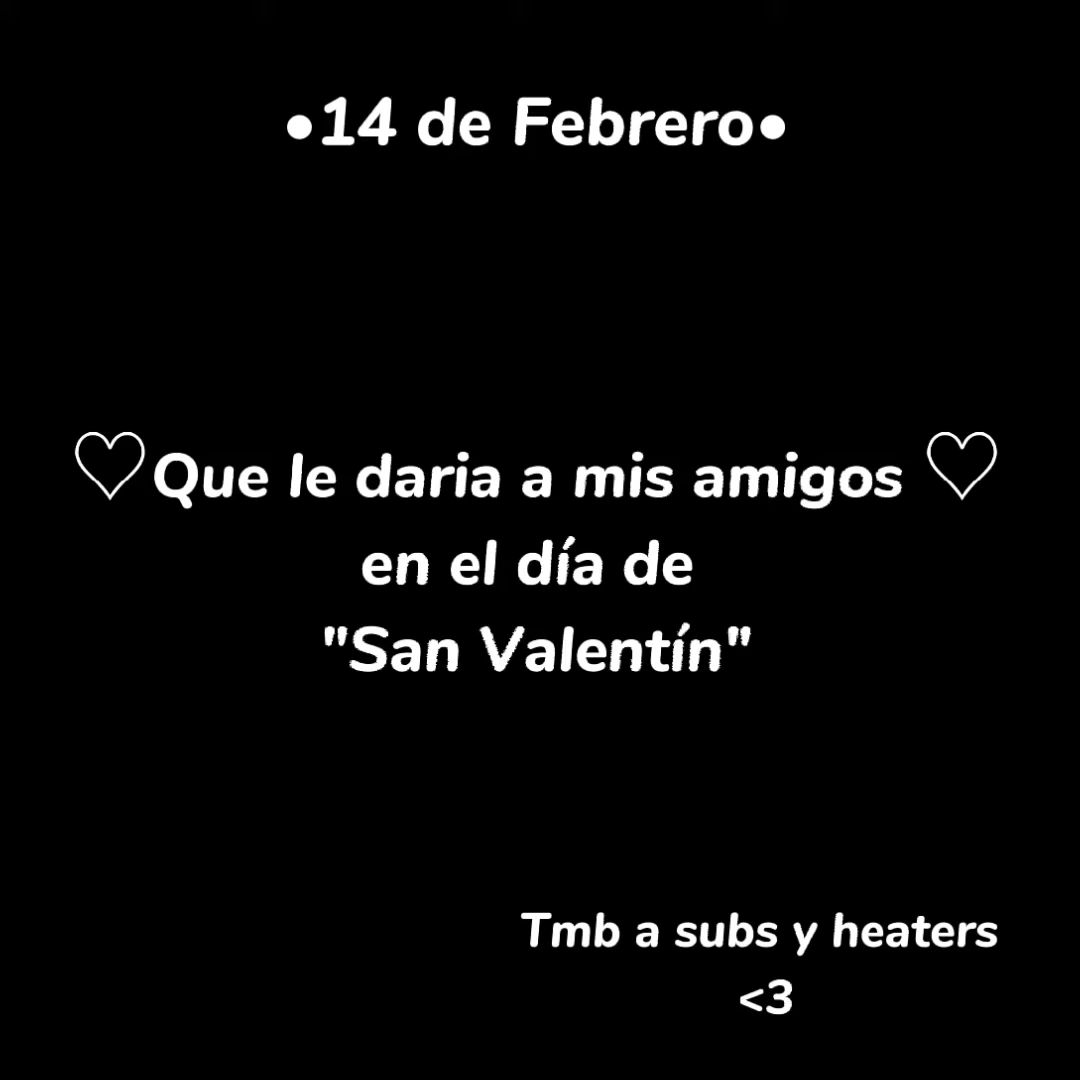 •14 de Febrero•
♡Que le daria a mis amigos ♡
en el día de
"San Valentín"
Tmb a subs y heaters
<3